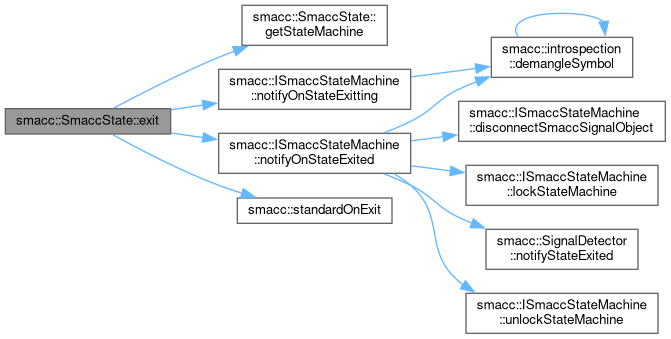 smacc::SmaccState::exit
smacc::SmaccState::
getStateMachine
smacc::ISmaccStateMachine
::notifyOnStateExitting
smacc::ISmaccStateMachine
::notifyOnStateExited
smacc::standardOnExit
smacc::introspection
::demangleSymbol
smacc::ISmaccStateMachine
::disconnectSmaccSignalObject
smacc::ISmaccStateMachine
::lockStateMachine
smacc::SignalDetector
::notifyStateExited
smacc::ISmaccStateMachine
::unlockStateMachine